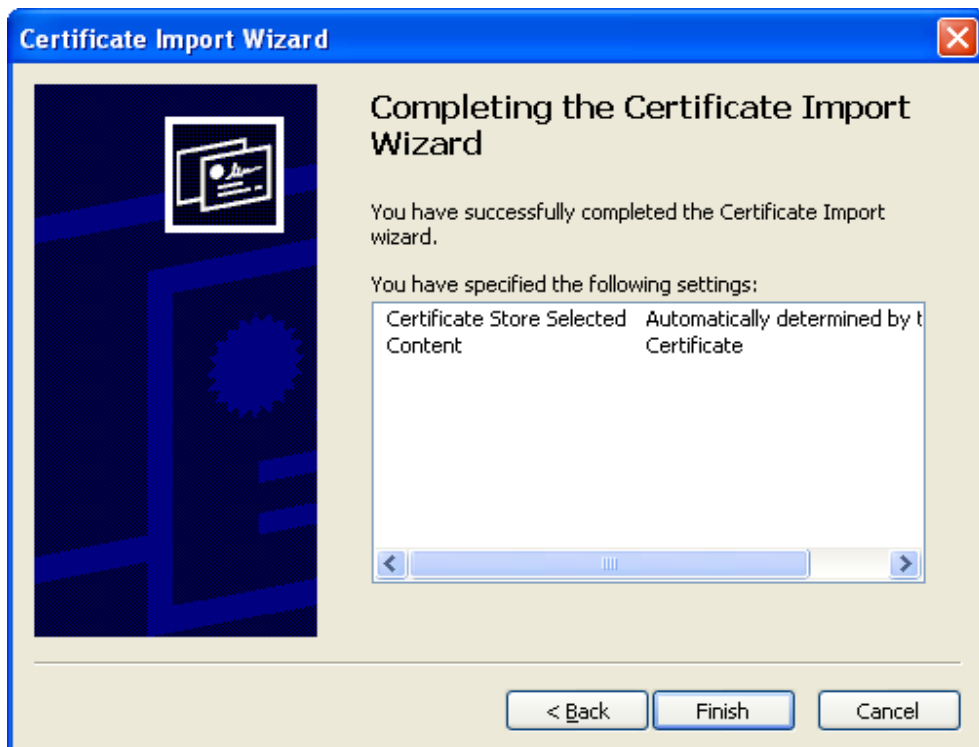 Certificate Import Wizard
Completing the Certificate Import
Wizard
You have successfully completed the Certificate Import
wizard.
You have specified the following settings:
Certificate Store Selected Automatically determined by t
Content Certificate
< Back Finish Cancel